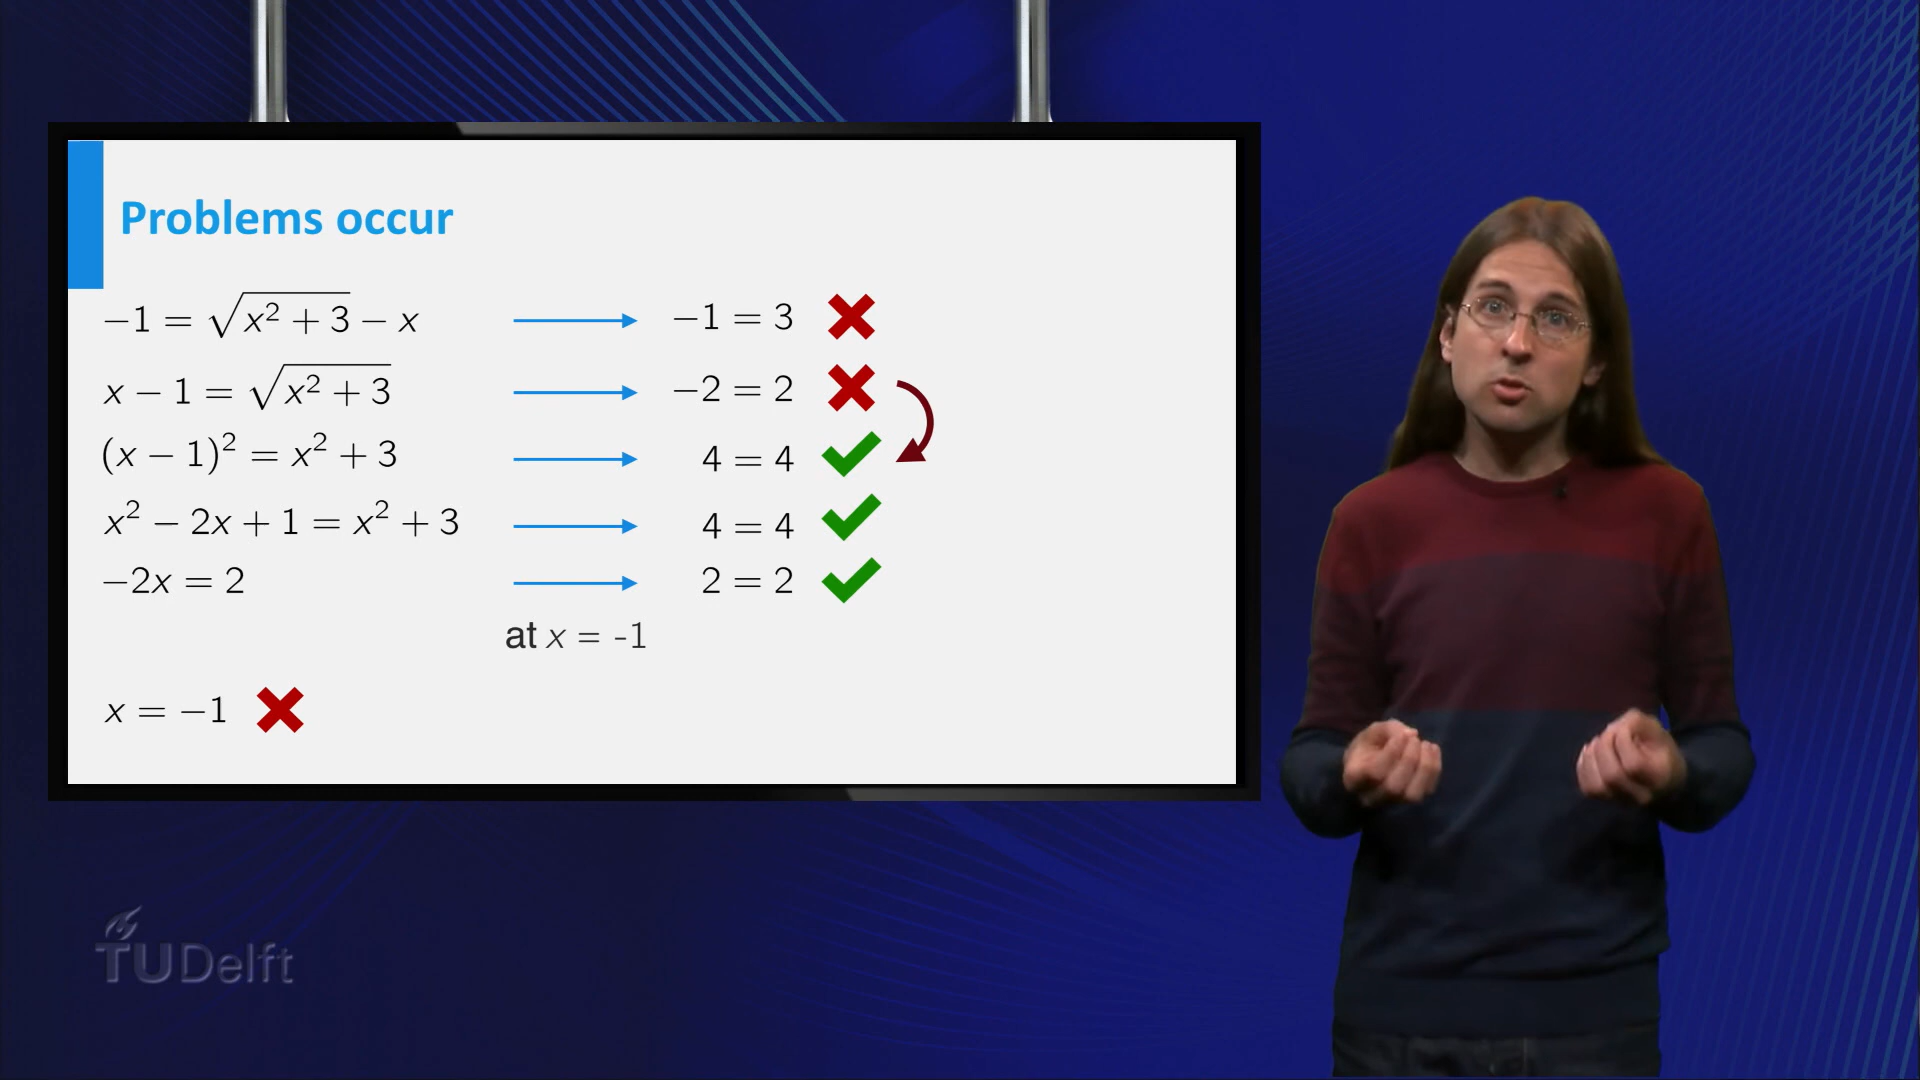 Problems occur
−1 = √(x² + 3) − x → −1 = 3 ✗
x − 1 = √(x² + 3) → −2 = 2 ✗
(x − 1)² = x² + 3 → 4 = 4 ✓
x² − 2x + 1 = x² + 3 → 4 = 4 ✓
−2x = 2 → 2 = 2 ✓
at x = -1
x = −1 ✗
TUDelft